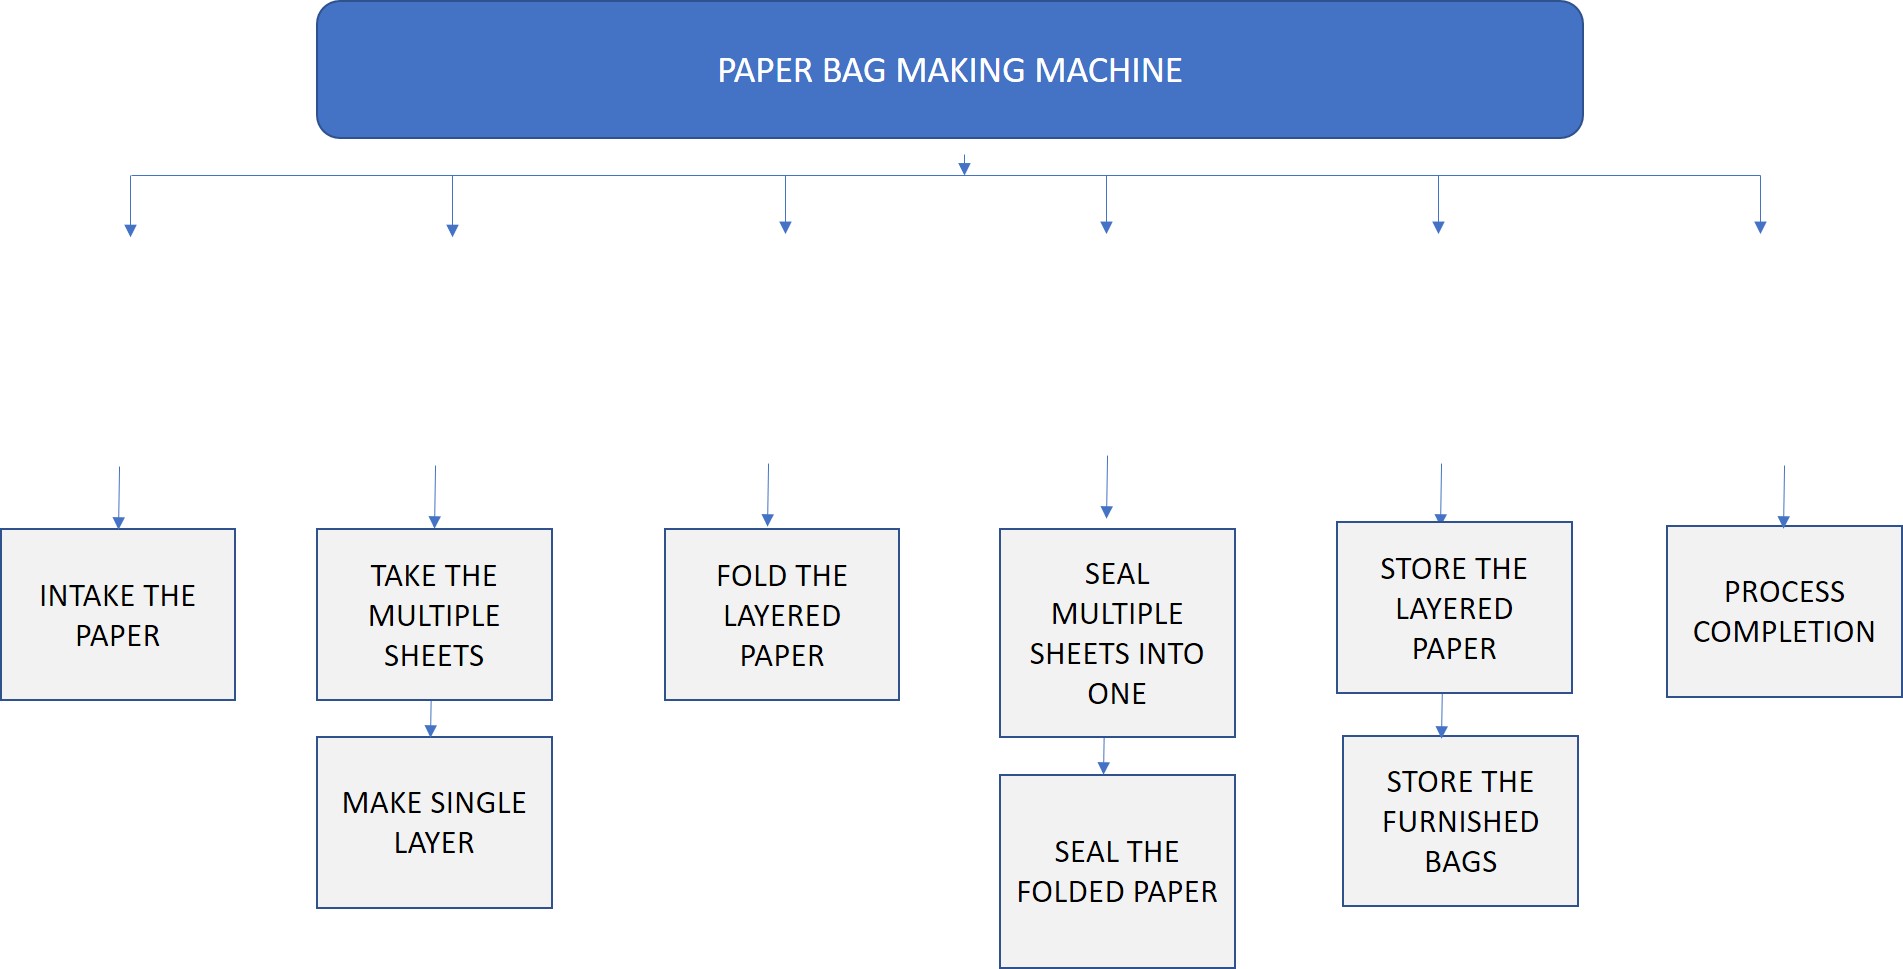 PAPER BAG MAKING MACHINE
INTAKE THE
PAPER
TAKE THE
MULTIPLE
SHEETS
MAKE SINGLE
LAYER
FOLD THE
LAYERED
PAPER
SEAL
MULTIPLE
SHEETS INTO
ONE
SEAL THE
FOLDED PAPER
STORE THE
LAYERED
PAPER
STORE THE
FURNISHED
BAGS
PROCESS
COMPLETION